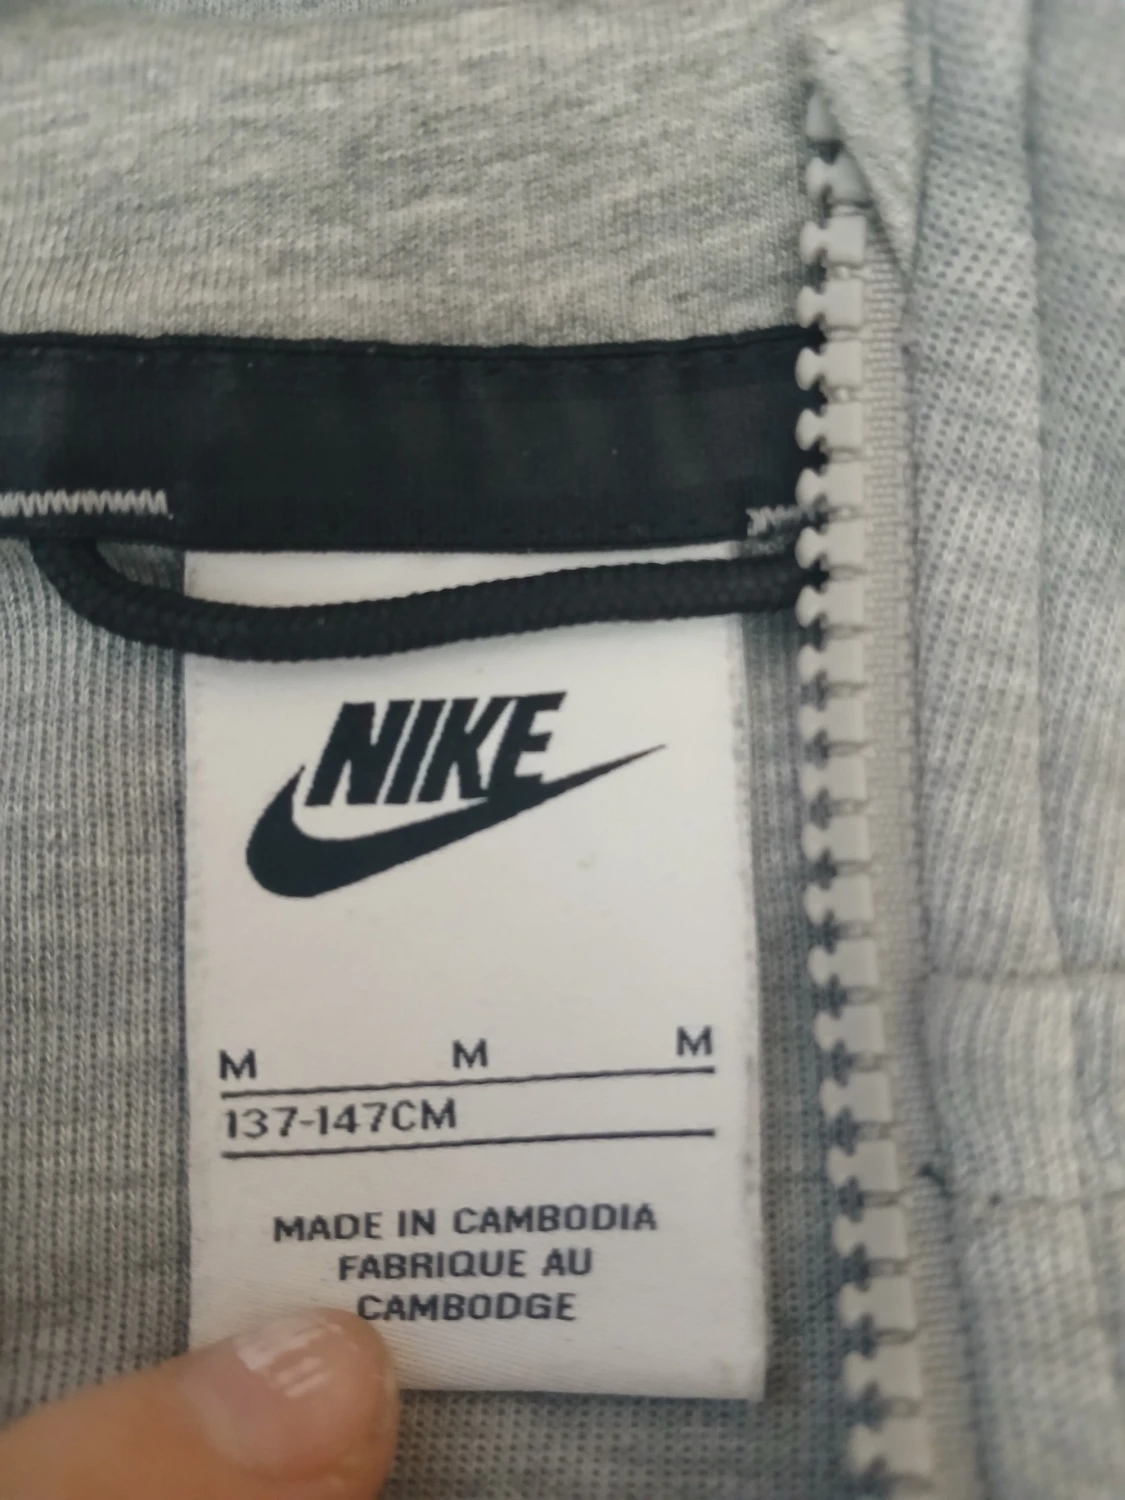 NIKE
M M M
137-147CM
MADE IN CAMBODIA
FABRIQUE AU
CAMBODGE